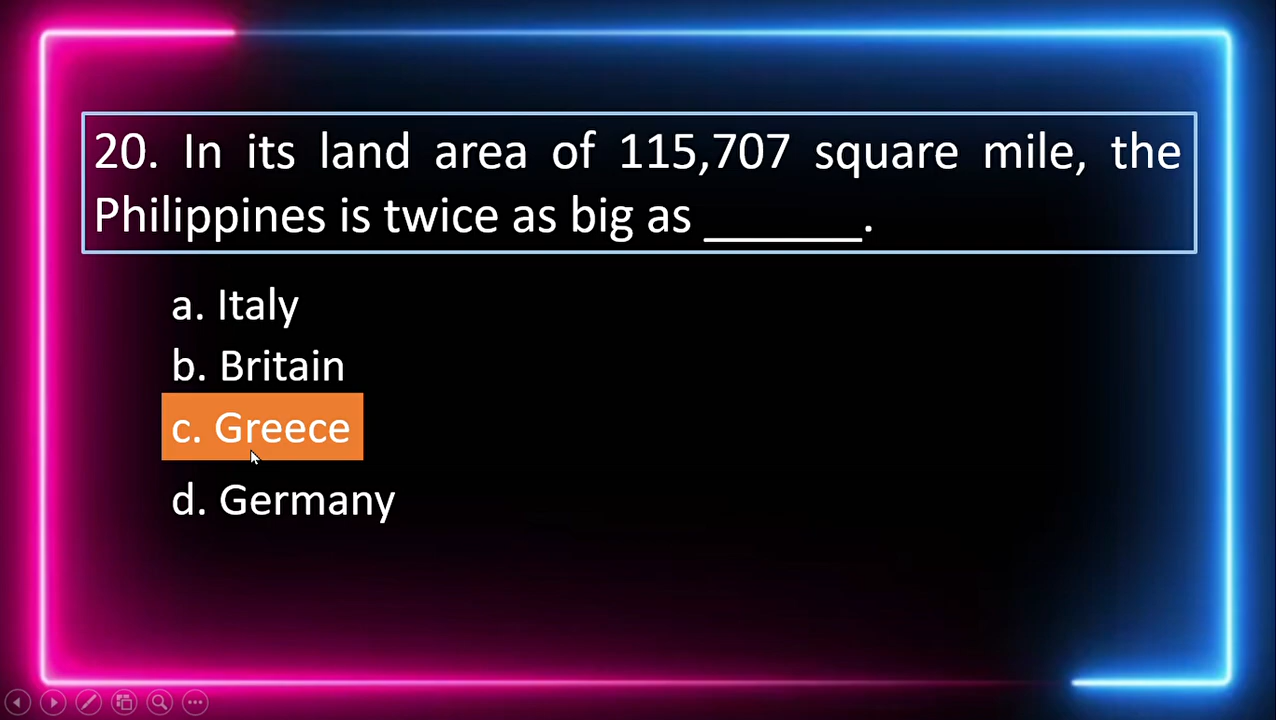 20. In its land area of 115,707 square mile, the
Philippines is twice as big as _______.
a. Italy
b. Britain
c. Greece
d. Germany